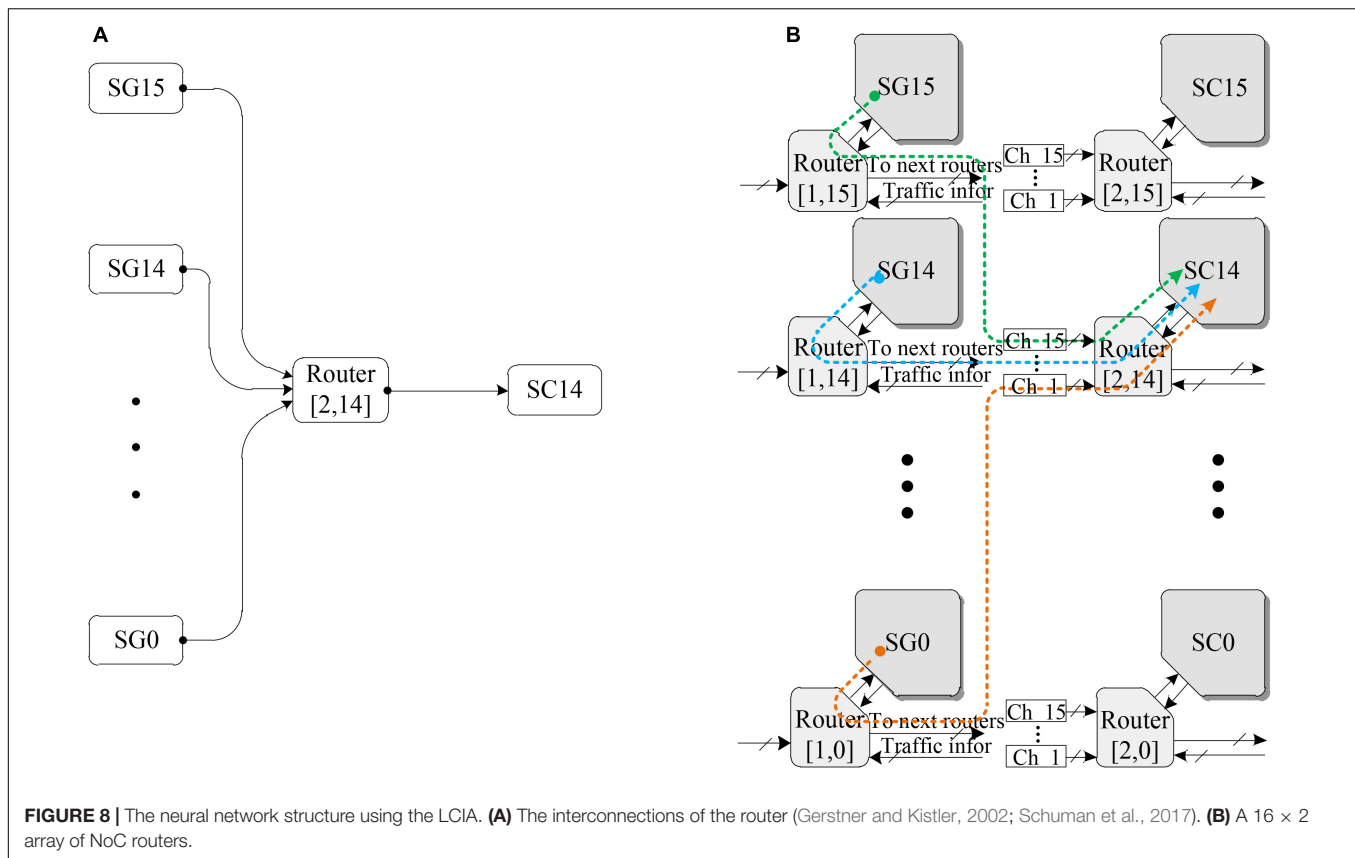 A
SG15
SG14
SG0
Router
[2,14]
SC14
B
SG15
SC15
Router
[1,15]
To next routers
Traffic infor
Ch 15
Ch 1
Router
[2,15]
SG14
SC14
Router
[1,14]
To next routers
Traffic infor
Ch 15
Ch 1
Router
[2,14]
SG0
SC0
Router
[1,0]
To next routers
Traffic infor
Ch 15
Ch 1
Router
[2,0]
FIGURE 8 | The neural network structure using the LCIA. (A) The interconnections of the router (Gerstner and Kistler, 2002; Schuman et al., 2017). (B) A 16 × 2
array of NoC routers.